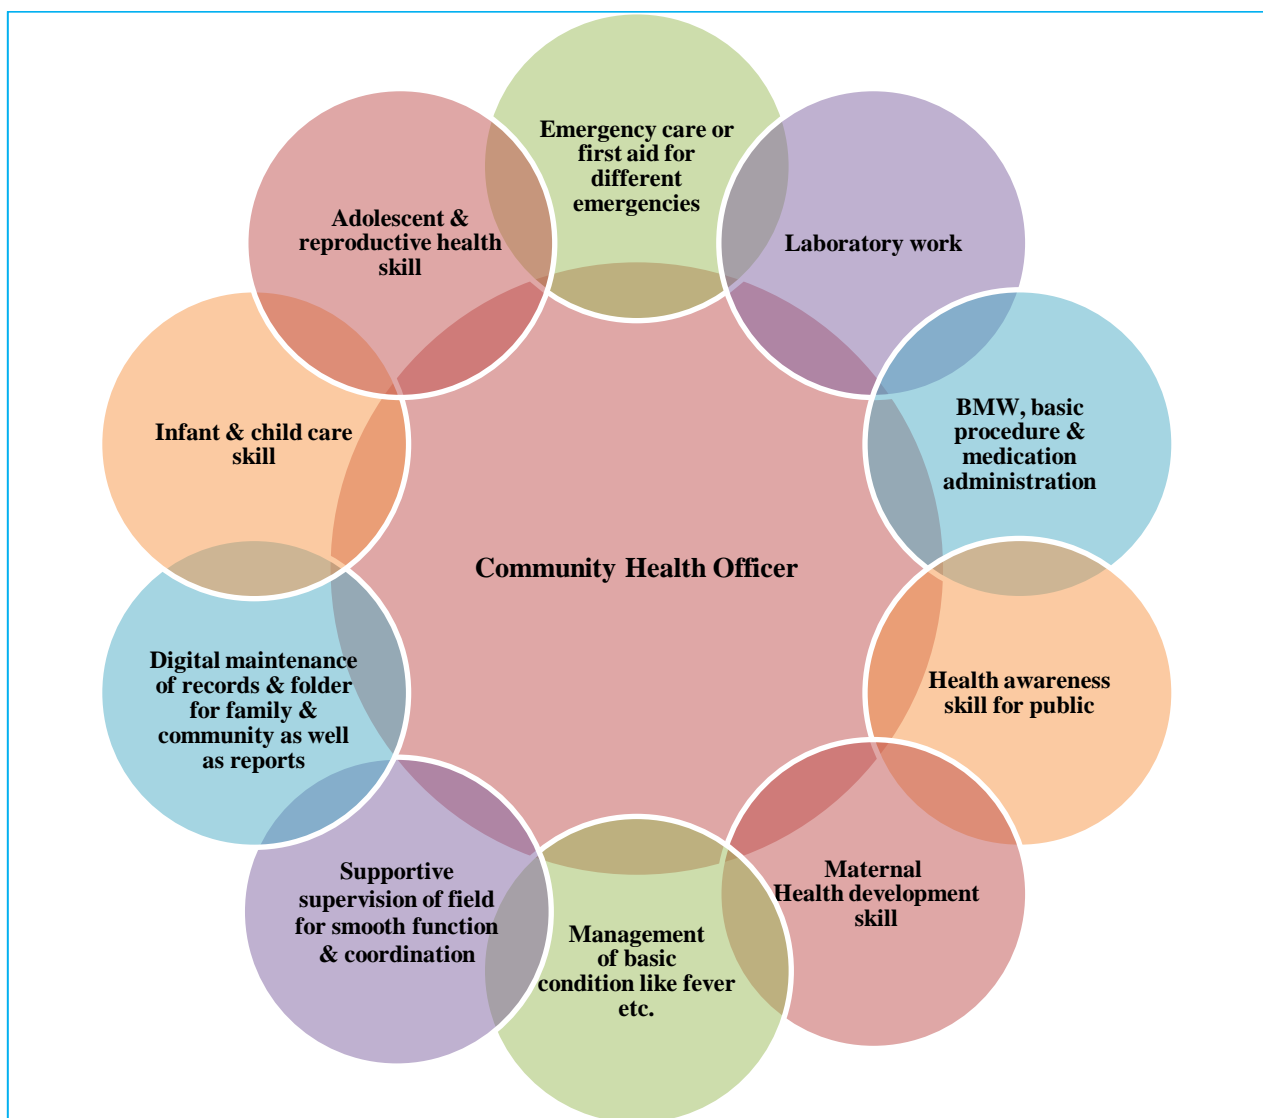 Emergency care or
first aid for
different
emergencies
Laboratory work
BMW, basic
procedure &
medication
administration
Health awareness
skill for public
Maternal
Health development
skill
Management
of basic
condition like fever
etc.
Supportive
supervision of field
for smooth function
& coordination
Digital maintenance
of records & folder
for family &
community as well
as reports
Infant & child care
skill
Adolescent &
reproductive health
skill
Community Health Officer